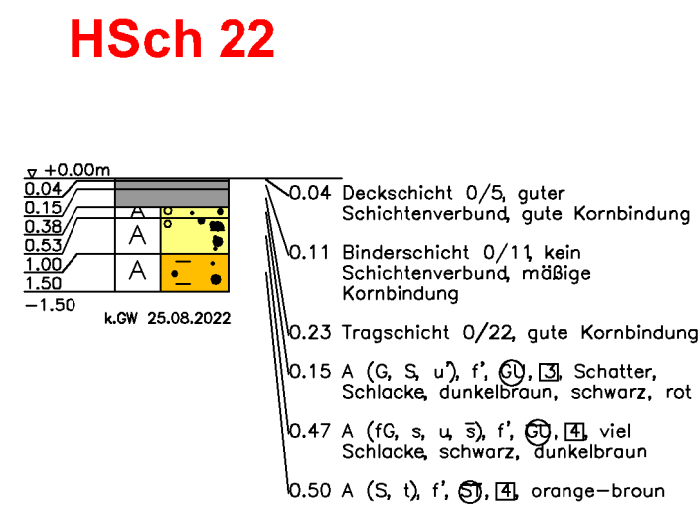 HSch 22
+0.00m
0.04
0.15
0.38
0.53
1.00
1.50
-1.50
A
A
A
k.GW 25.08.2022
0.04 Deckschicht 0/5, guter
Schichtenverbund, gute Kornbindung
0.11 Binderschicht 0/11, kein
Schichtenverbund, mäßige
Kornbindung
0.23 Tragschicht 0/22, gute Kornbindung
0.15 A (G, S, u'), f', GU, 3, Schatter,
Schlacke, dunkelbraun, schwarz, rot
0.47 A (fG, s, u, s̅), f', GU, 4, viel
Schlacke, schwarz, dunkelbraun
0.50 A (S, t), f', ST, 4, orange-broun